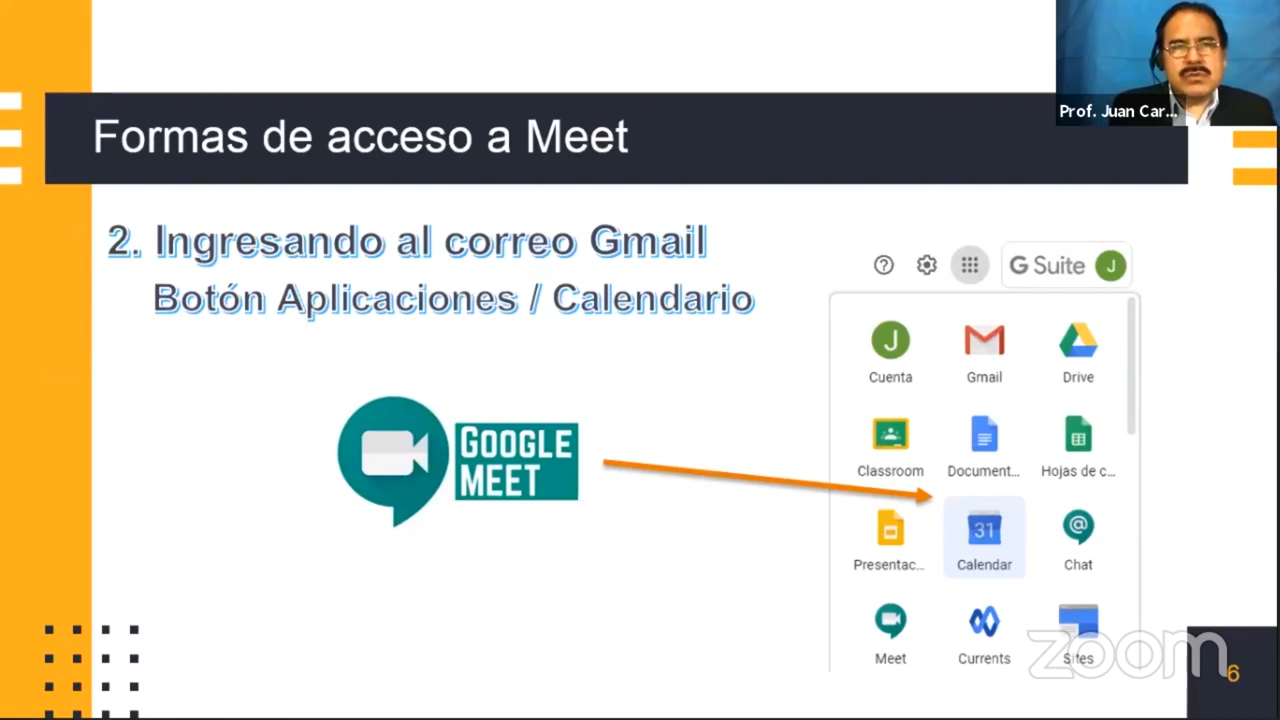 Prof. Juan Car...
Formas de acceso a Meet
2. Ingresando al correo Gmail
Botón Aplicaciones / Calendario
G Suite
J
J
Cuenta
Gmail
Drive
GOOGLE
MEET
Classroom
Document...
Hojas de c...
31
@
Presentac...
Calendar
Chat
Meet
Currents
Sites
zoom
6